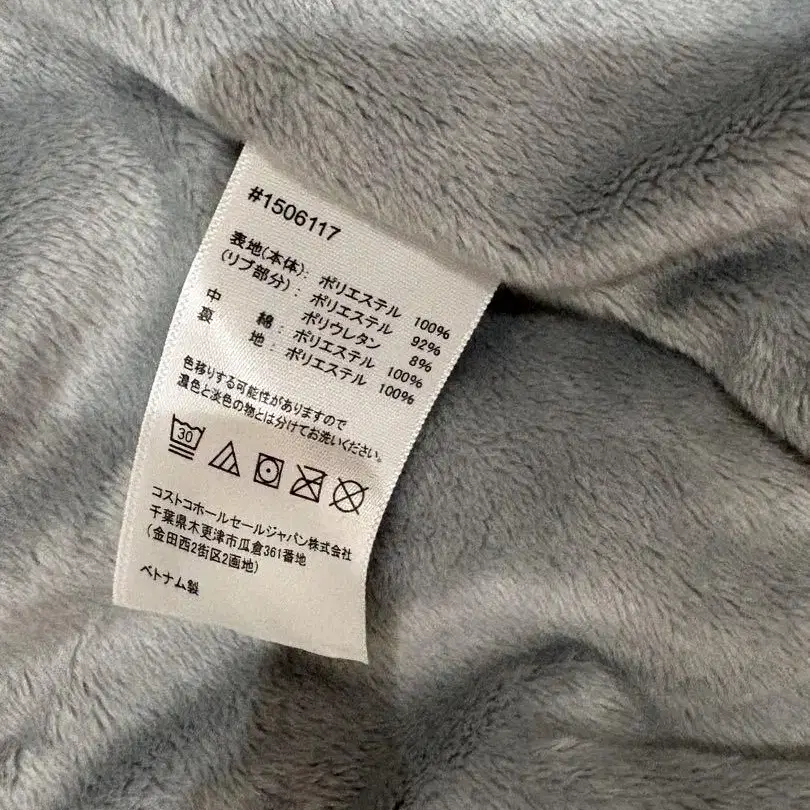 #1506117
表地(本体): ポリエステル 100%
(リブ部分): ポリエステル 92%
ポリウレタン 8%
中 綿: ポリエステル 100%
裏 地: ポリエステル 100%
色移りする可能性がありますので
濃色と淡色の物とは分けてお洗いください。
30
コストコホールセールジャパン株式会社
千葉県木更津市瓜倉361番地
(金田西2街区2画地)
ベトナム製